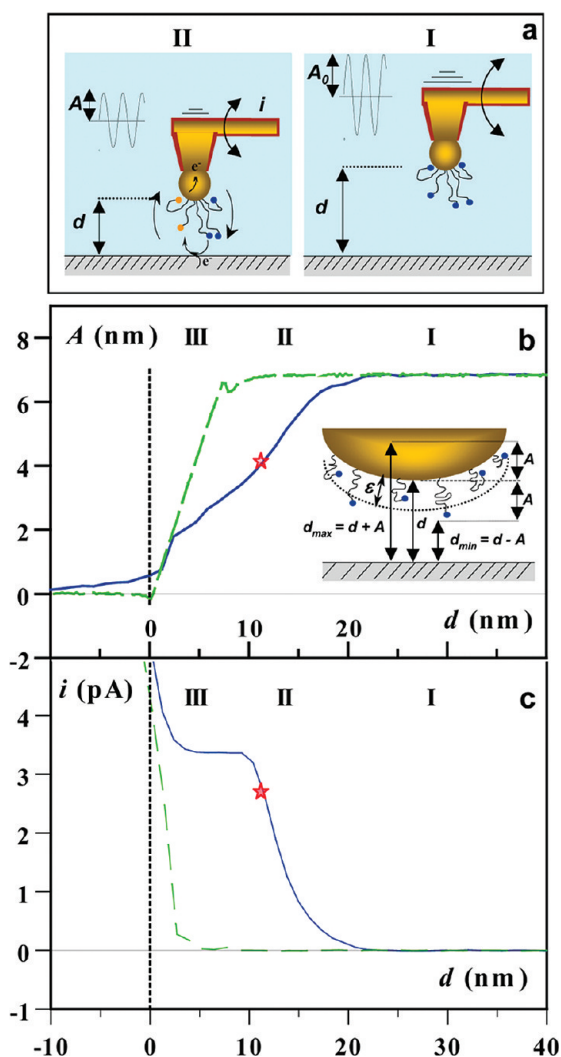 II I a
A i A₀
e⁻
d d
e⁻
8 A (nm) III II I b
6
4 ε A
A
d
dmax = d + A dmin = d - A
2
0
0 10 20 d (nm)
-2
i (pA) III II I c
4
3
2
1
0
d (nm)
-1
-10 0 10 20 30 40